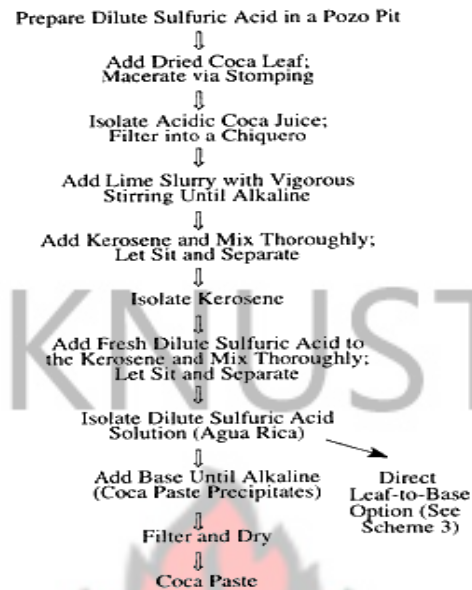 Prepare Dilute Sulfuric Acid in a Pozo Pit
Add Dried Coca Leaf;
Macerate via Stomping
Isolate Acidic Coca Juice;
Filter into a Chiquero
Add Lime Slurry with Vigorous
Stirring Until Alkaline
Add Kerosene and Mix Thoroughly;
Let Sit and Separate
Isolate Kerosene
Add Fresh Dilute Sulfuric Acid to
the Kerosene and Mix Thoroughly;
Let Sit and Separate
Isolate Dilute Sulfuric Acid
Solution (Agua Rica)
Add Base Until Alkaline
(Coca Paste Precipitates)
Direct
Leaf-to-Base
Option (See
Scheme 3)
Filter and Dry
Coca Paste
KNUST